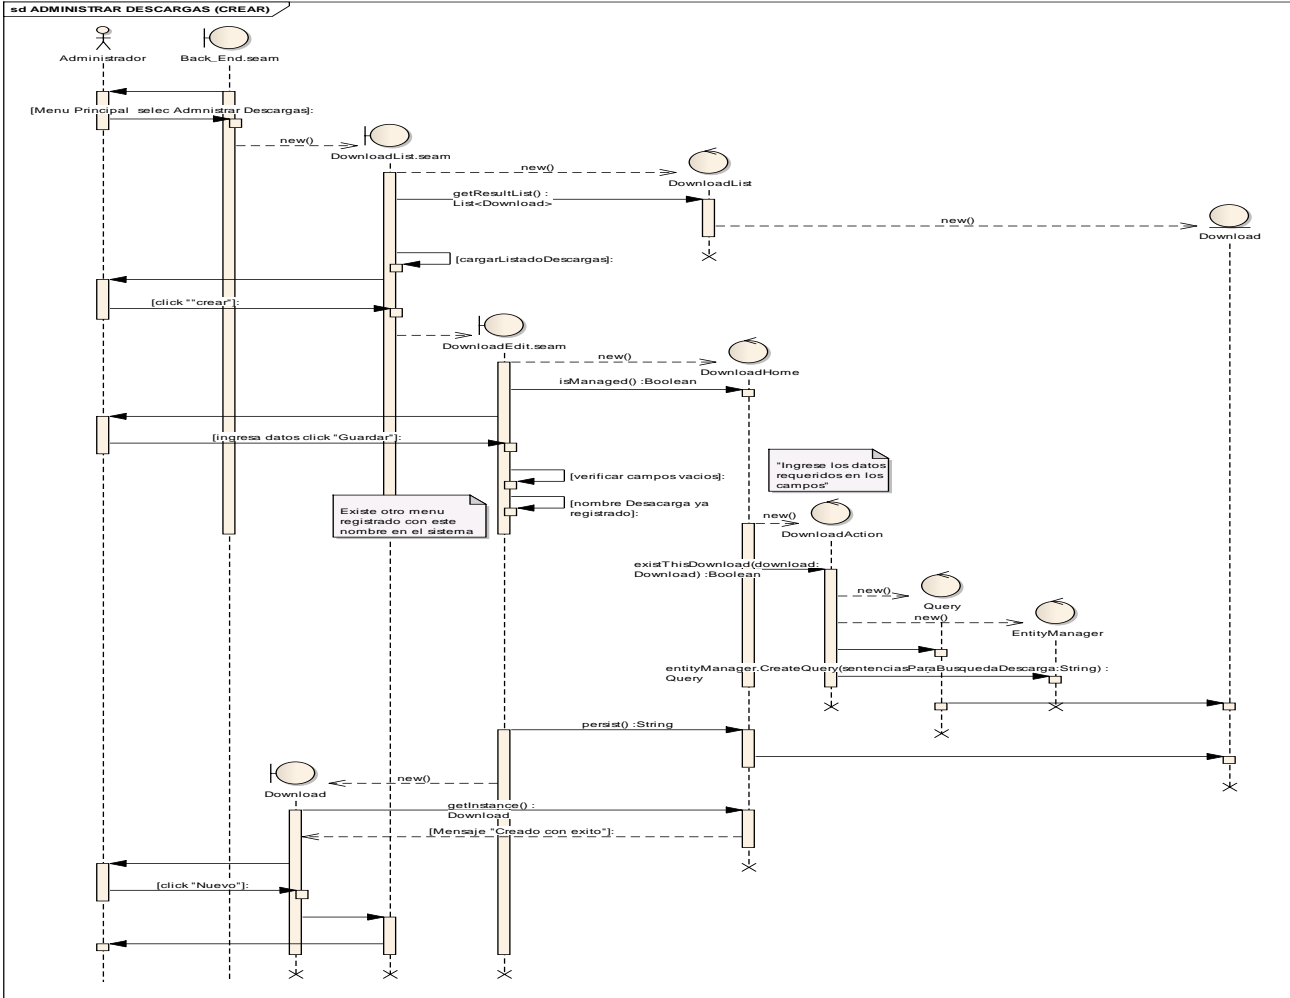 sd ADMINISTRAR DESCARGAS (CREAR)
Administrador
Back_End.seam
[Menu Principal selec Admnistrar Descargas]:
new()
DownloadList.seam
new()
DownloadList
getResultList() :
List<Download>
new()
Download
[cargarListadoDescargas]:
[click ""crear"]:
DownloadEdit.seam
new()
DownloadHome
isManaged() :Boolean
[ingresa datos click "Guardar"]:
"Ingrese los datos
requeridos en los
campos"
[verificar campos vacios]:
[nombre Desacarga ya
registrado]:
Existe otro menu
registrado con este
nombre en el sistema
new()
DownloadAction
existThisDownload(download:
Download) :Boolean
new()
Query
new()
EntityManager
entityManager.CreateQuery(sentenciasParaBusquedaDescarga:String) :
Query
persist() :String
new()
Download
getInstance() :
Download
[Mensaje "Creado con exito"]:
[click "Nuevo"]: